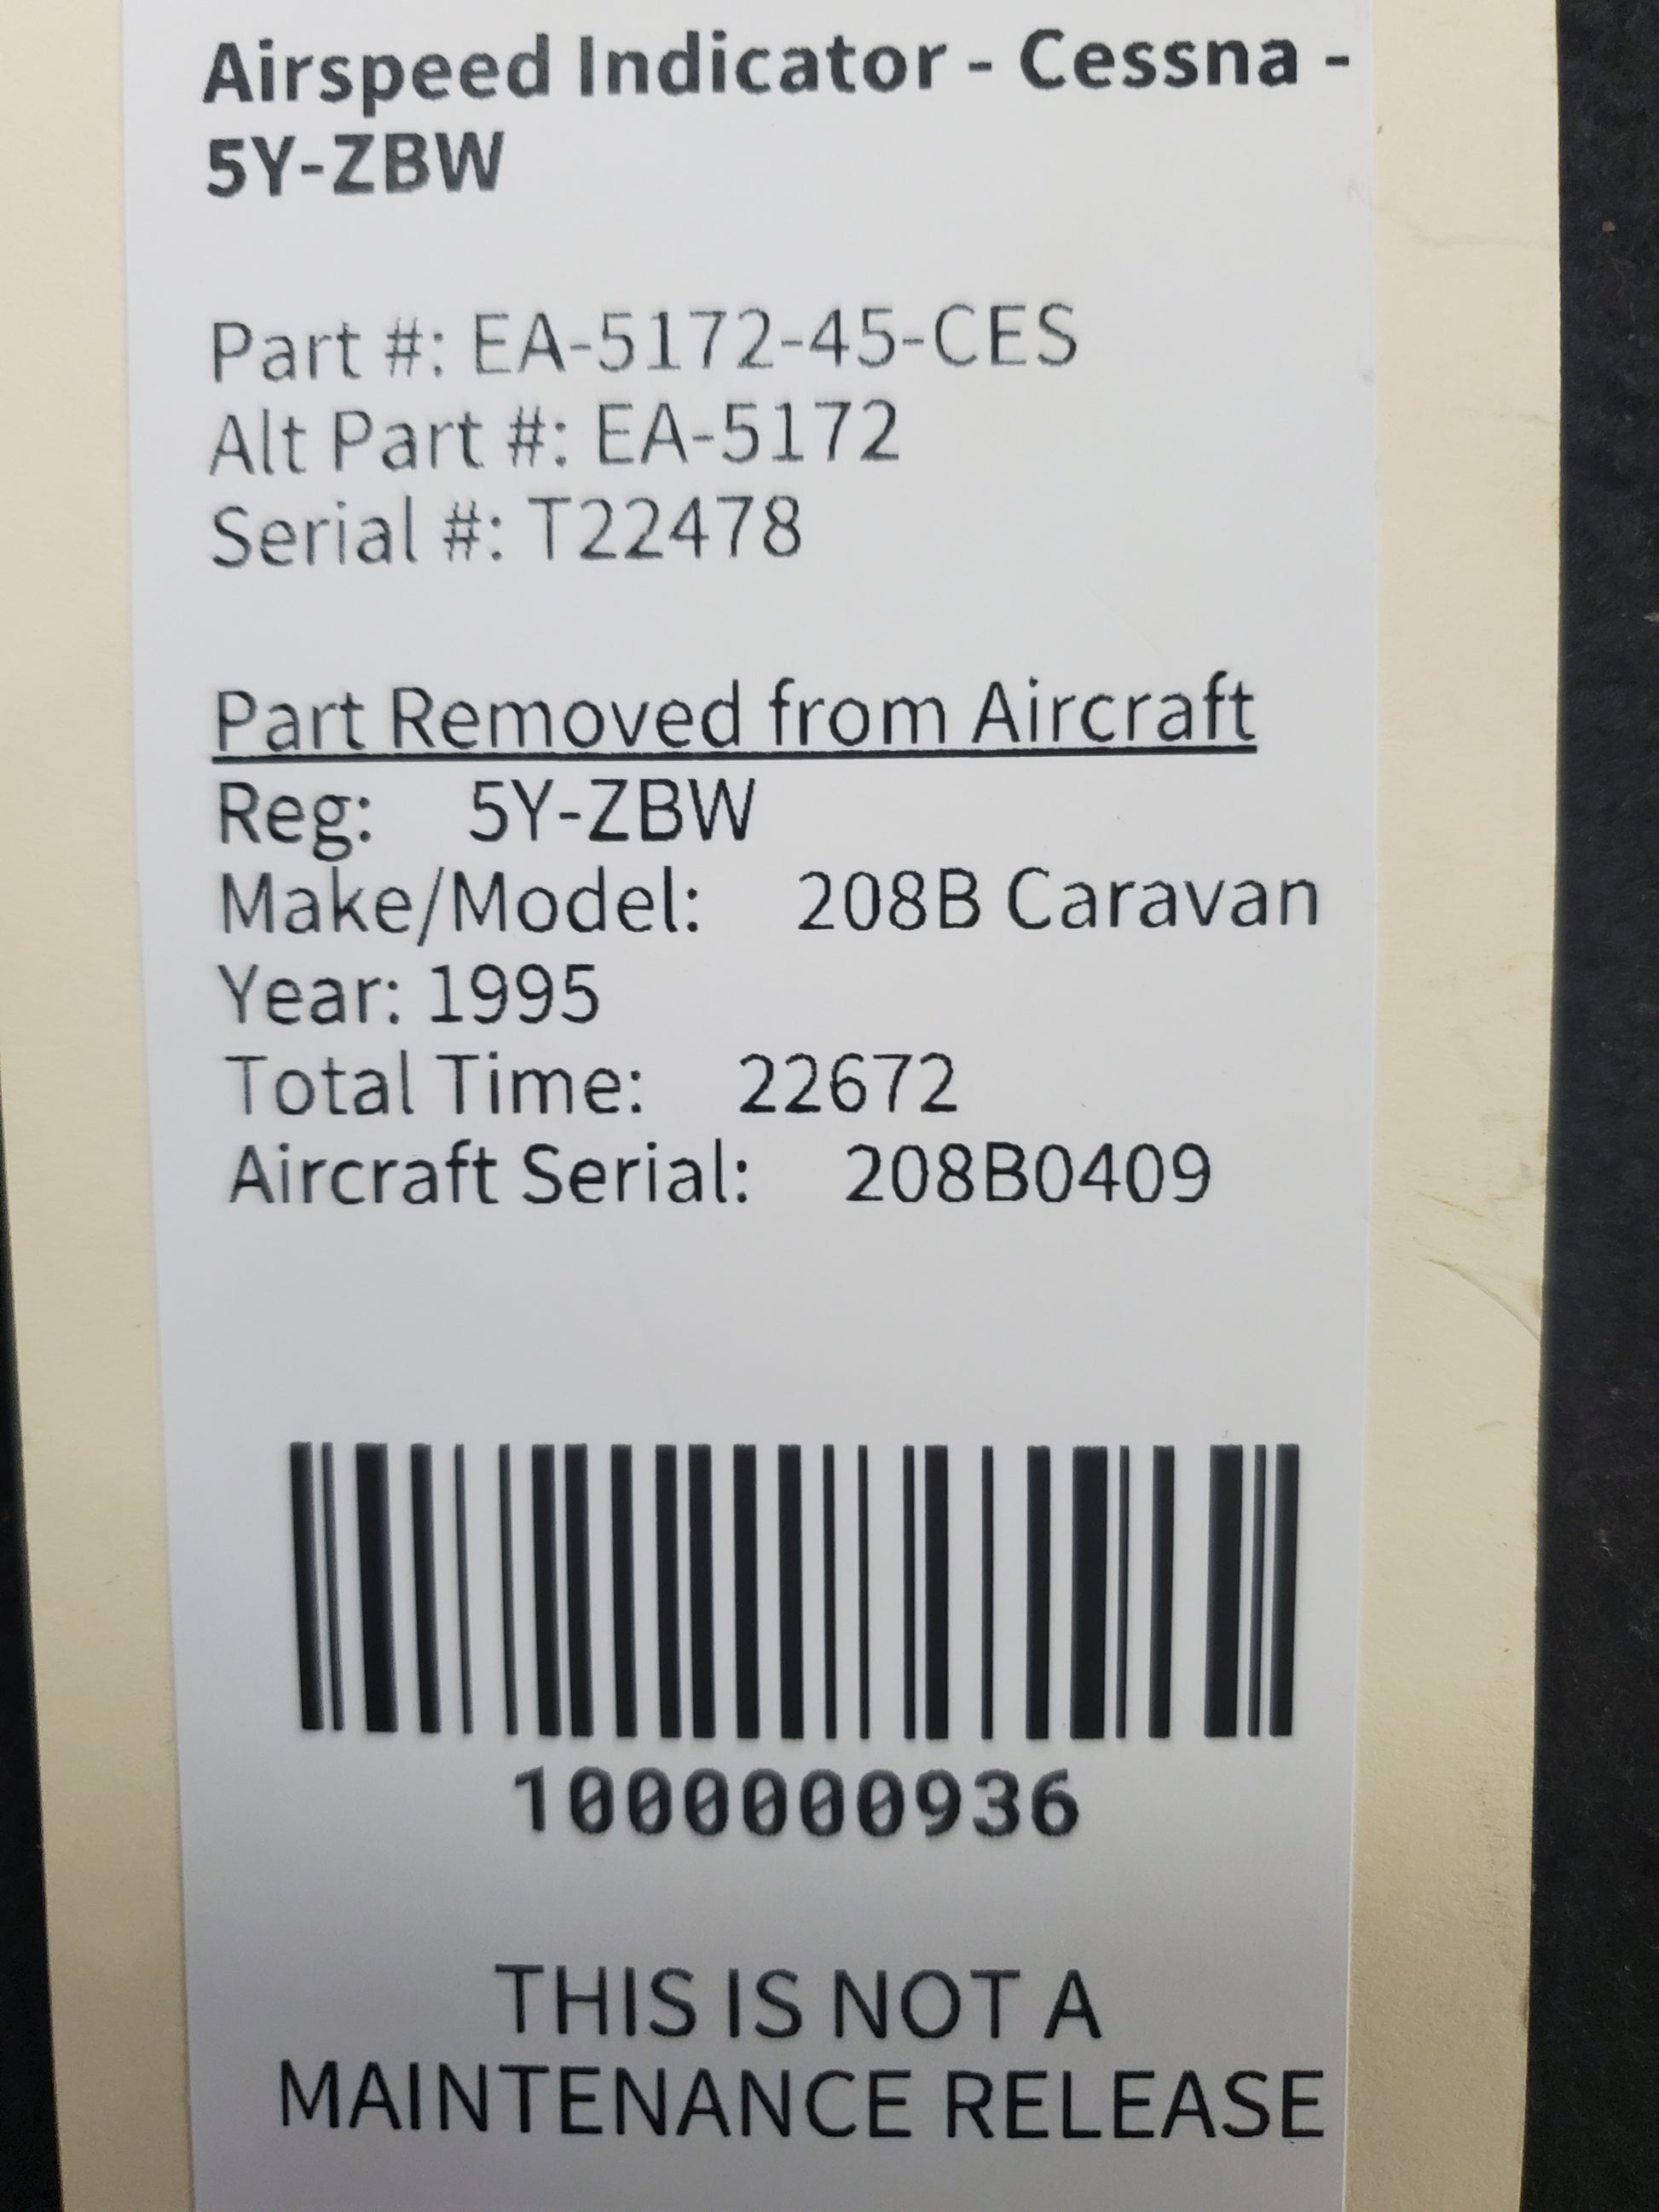 Airspeed Indicator - Cessna -
5Y-ZBW
Part #: EA-5172-45-CES
Alt Part #: EA-5172
Serial #: T22478
Part Removed from Aircraft
Reg: 5Y-ZBW
Make/Model: 208B Caravan
Year: 1995
Total Time: 22672
Aircraft Serial: 208B0409
1000000936
THIS IS NOT A
MAINTENANCE RELEASE